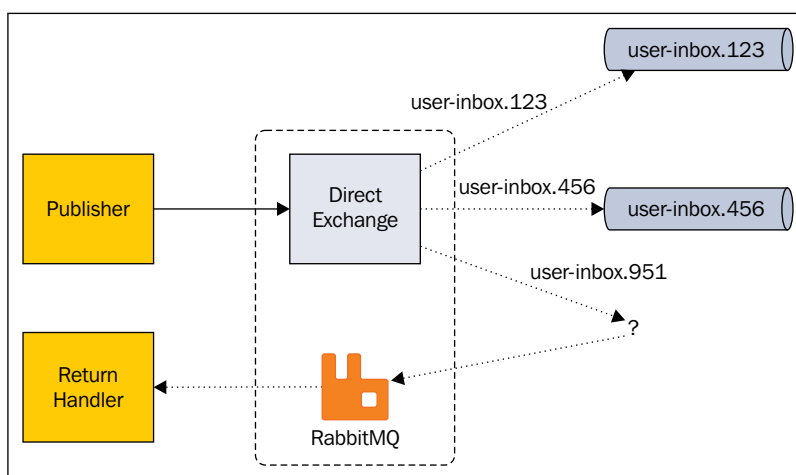 user-inbox.123
user-inbox.123
Publisher
Direct
Exchange
user-inbox.456
user-inbox.456
user-inbox.951
?
Return
Handler
RabbitMQ